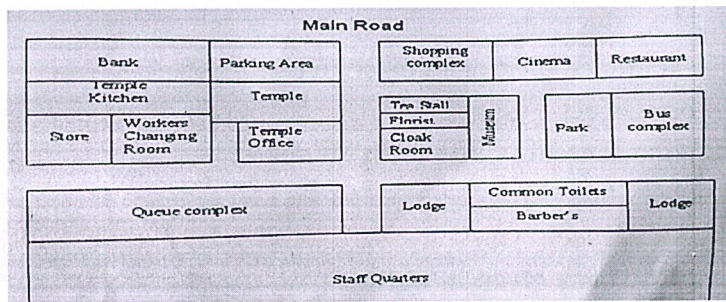 Main Road
Bank
Parking Area
Shopping
complex
Cinema
Restaurant
Temple
Kitchen
Temple
Store
Workers
Changing
Room
Temple
Office
Tea Stall
Florist
Cloak
Room
Park
Bus
complex
Queue complex
Lodge
Common Toilets
Barber's
Lodge
Staff Quarters